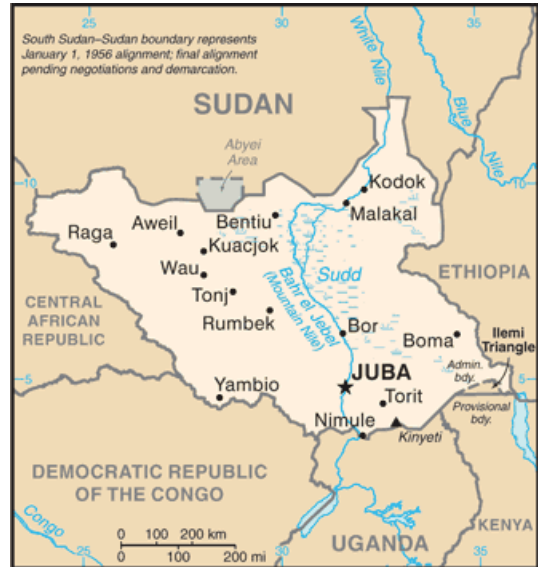 25
30
35
South Sudan–Sudan boundary represents
January 1, 1956 alignment; final alignment
pending negotiations and demarcation.
White Nile
Blue
Nile
SUDAN
Abyei
Area
10
10
Kodok
Malakal
Bentiu
Aweil
Raga
Kuacjok
Wau
Tonj
Rumbek
Sudd
Bahr el Jebel
(Mountain Nile)
ETHIOPIA
CENTRAL
AFRICAN
REPUBLIC
Bor
Boma
Ilemi
Triangle
JUBA
Admin.
bdy.
5
5
Yambio
Torit
Provisional
bdy.
Nimule
Kinyeti
DEMOCRATIC REPUBLIC
OF THE CONGO
Congo
0 100 200 km
0 100 200 mi
UGANDA
KENYA
25
30
35